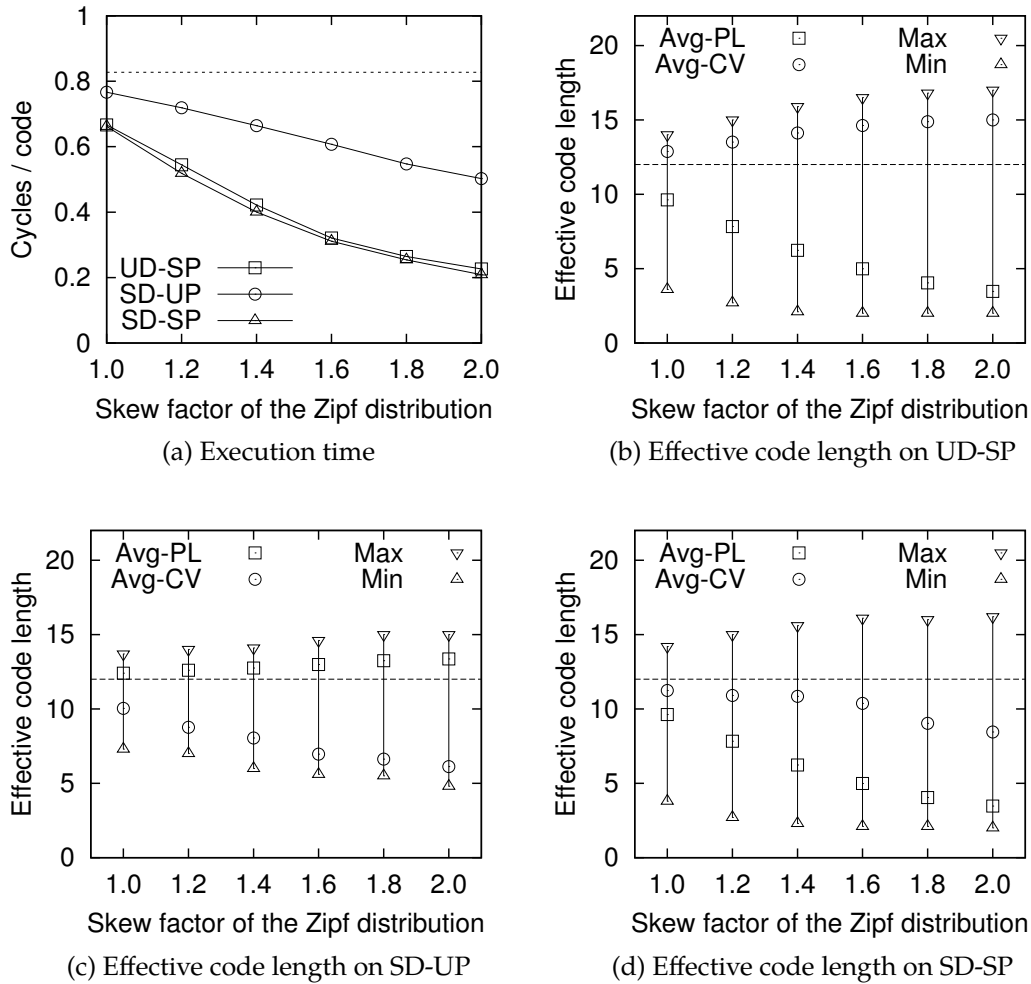 1
0.8
0.6
0.4
0.2
0
Cycles / code
UD-SP
SD-UP
SD-SP
1.0 1.2 1.4 1.6 1.8 2.0
Skew factor of the Zipf distribution
(a) Execution time
20
15
10
5
0
Effective code length
Avg-PL Max
Avg-CV Min
1.0 1.2 1.4 1.6 1.8 2.0
Skew factor of the Zipf distribution
(b) Effective code length on UD-SP
20
15
10
5
0
Effective code length
Avg-PL Max
Avg-CV Min
1.0 1.2 1.4 1.6 1.8 2.0
Skew factor of the Zipf distribution
(c) Effective code length on SD-UP
20
15
10
5
0
Effective code length
Avg-PL Max
Avg-CV Min
1.0 1.2 1.4 1.6 1.8 2.0
Skew factor of the Zipf distribution
(d) Effective code length on SD-SP